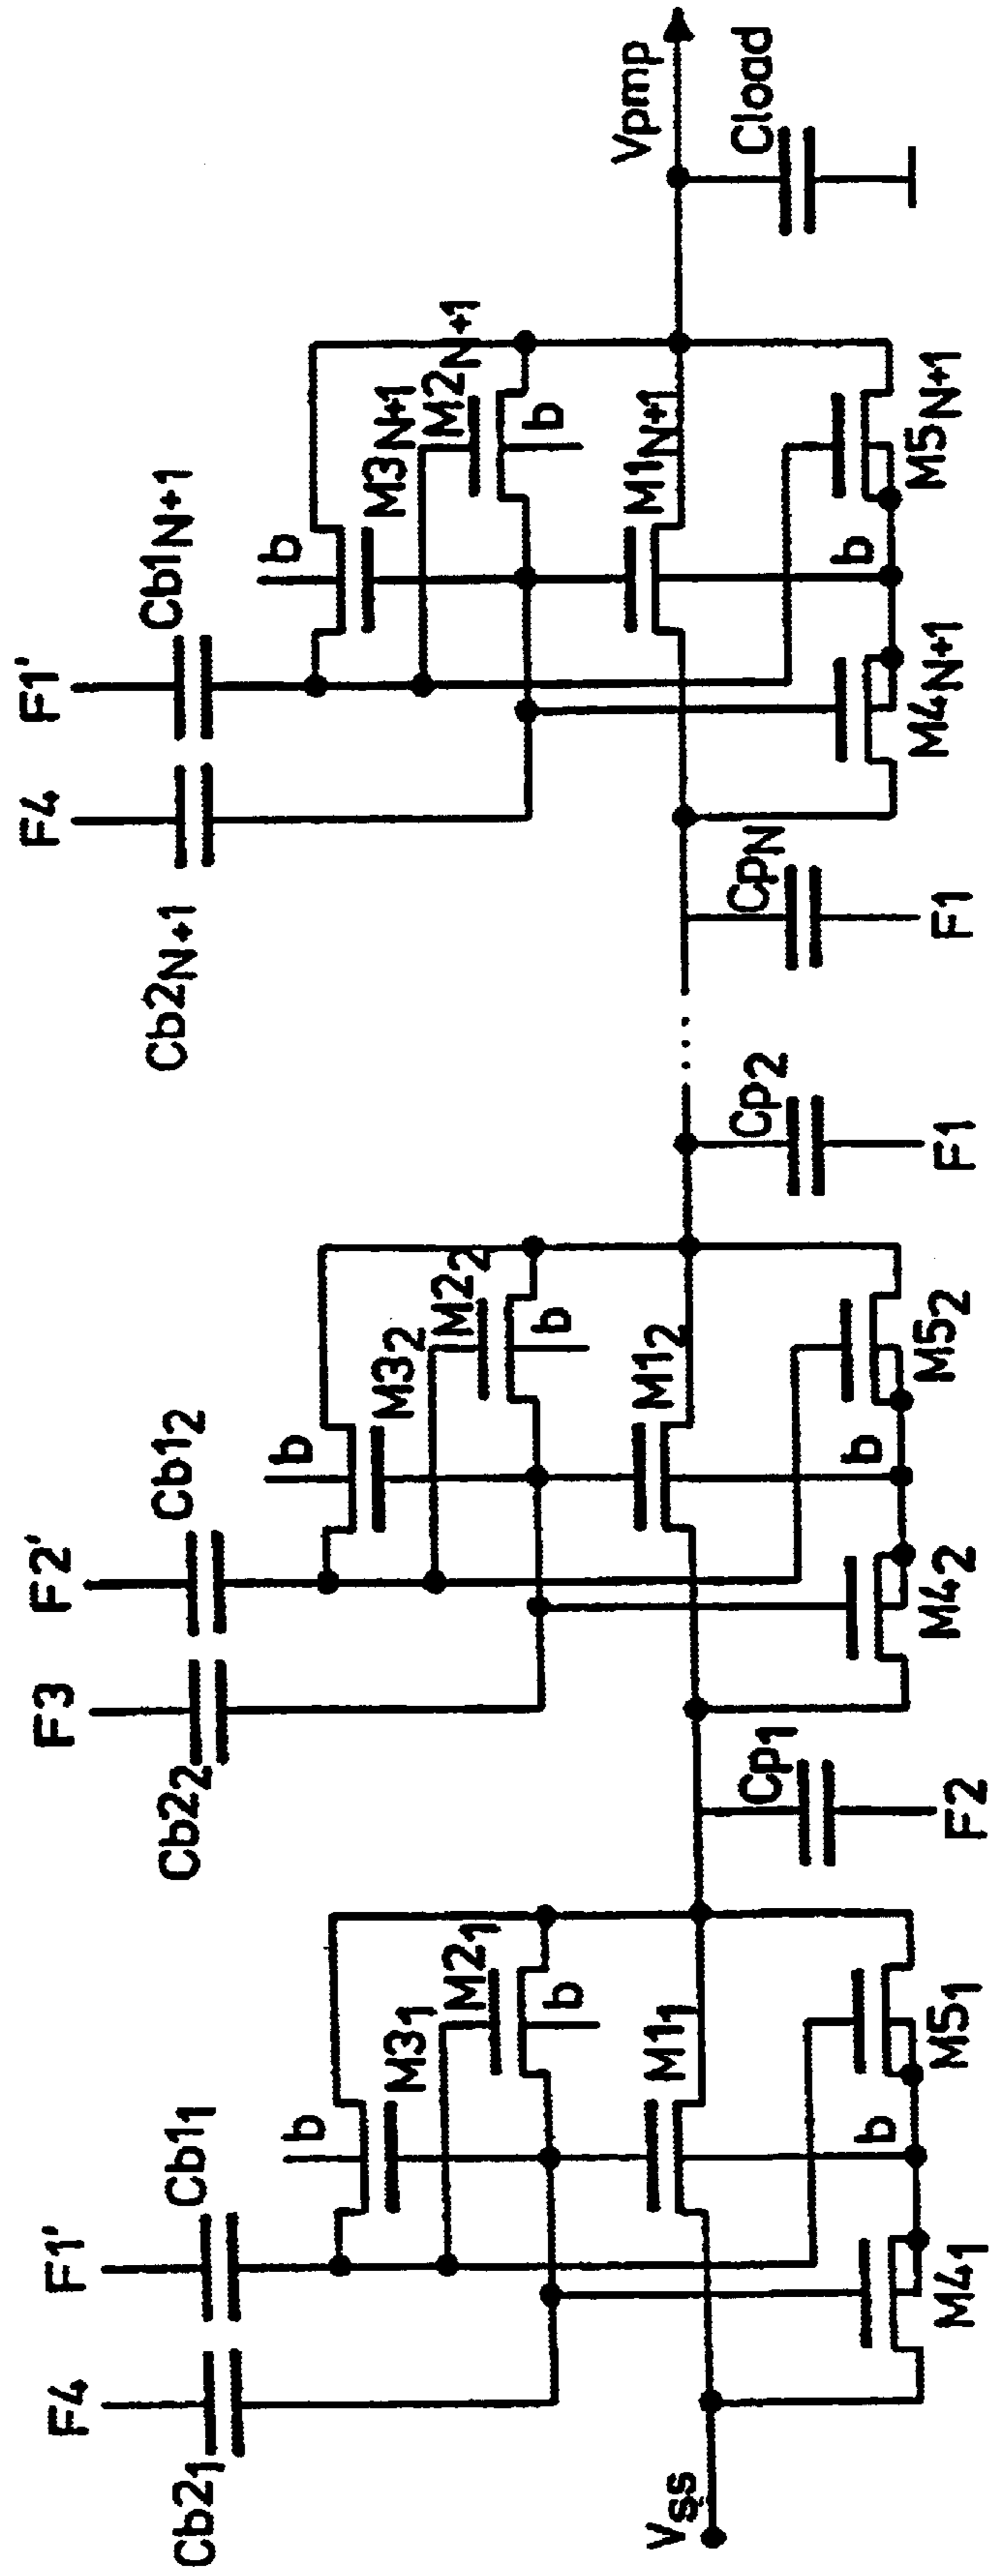 F4
F1'
F3
F2'
F4
F1'
Cb2₁
Cb1₁
Cb2₂
Cb1₂
Cb2N+1
Cb1N+1
b
M3₁
M2₁
b
b
M3₂
M2₂
b
b
M3N+1
M2N+1
b
Vss
M1₁
M1₂
M1N+1
Vpmp
Cp₁
Cp₂
CpN
Cload
b
b
b
M4₁
M5₁
F2
M4₂
M5₂
F1
F1
M4N+1
M5N+1